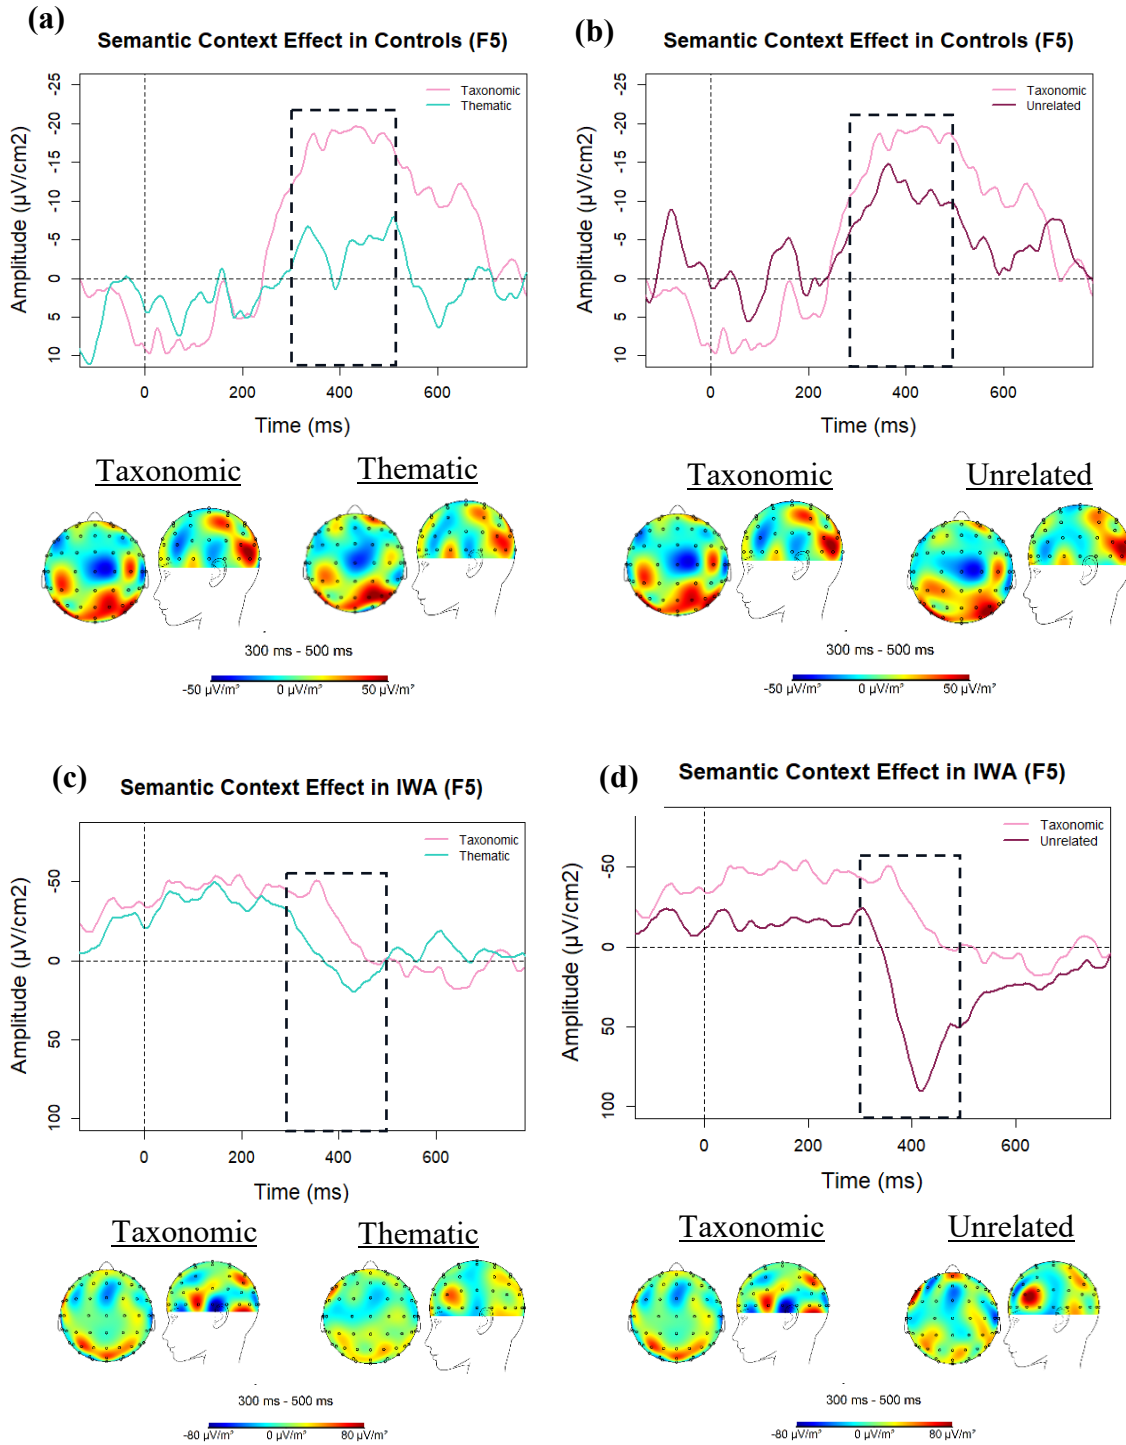 (a)
Semantic Context Effect in Controls (F5)
Taxonomic
Thematic
Amplitude (µV/cm2)
-25
-20
-15
-10
-5
0
5
10
0 200 400 600
Time (ms)
(b)
Semantic Context Effect in Controls (F5)
Taxonomic
Unrelated
Amplitude (µV/cm2)
-25
-20
-15
-10
-5
0
5
10
0 200 400 600
Time (ms)
Taxonomic Thematic
300 ms - 500 ms
-50 µV/m² 0 µV/m² 50 µV/m²
Taxonomic Unrelated
300 ms - 500 ms
-50 µV/m² 0 µV/m² 50 µV/m²
(c)
Semantic Context Effect in IWA (F5)
Taxonomic
Thematic
Amplitude (µV/cm2)
-50
0
50
100
0 200 400 600
Time (ms)
(d)
Semantic Context Effect in IWA (F5)
Taxonomic
Unrelated
Amplitude (µV/cm2)
-50
0
50
100
0 200 400 600
Time (ms)
Taxonomic Thematic
300 ms - 500 ms
-80 µV/m² 0 µV/m² 80 µV/m²
Taxonomic Unrelated
300 ms - 500 ms
-80 µV/m² 0 µV/m² 80 µV/m²